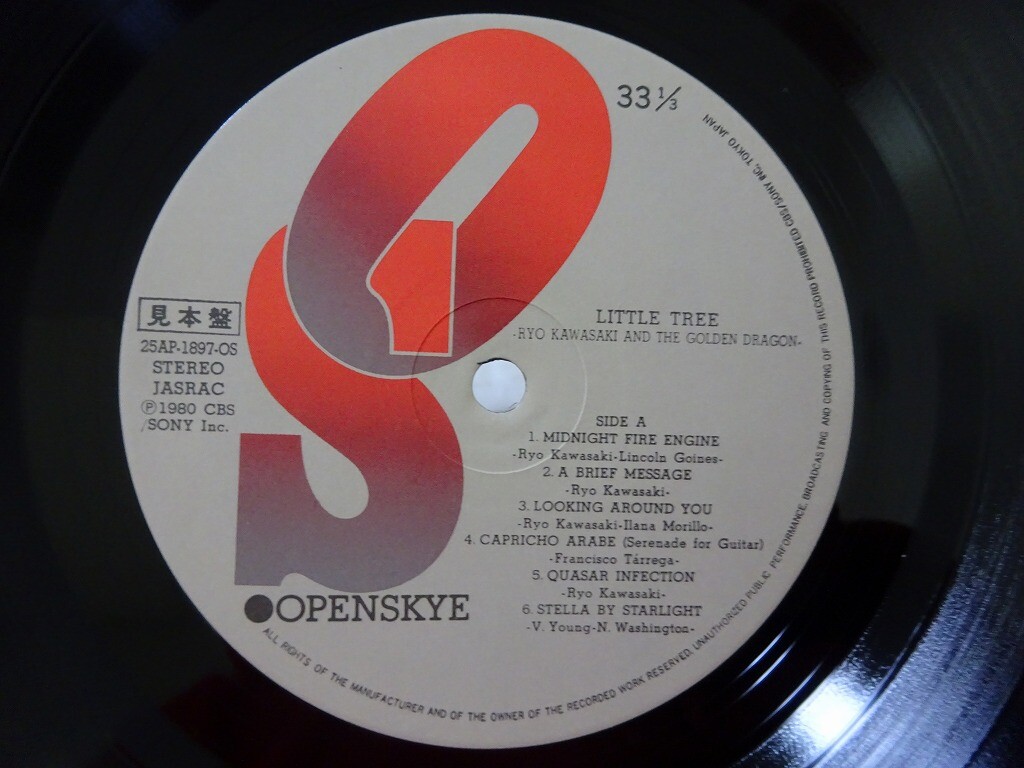 33 1/3
見本盤
25AP-1897-OS
STEREO
JASRAC
Ⓟ1980 CBS
/SONY Inc.
LITTLE TREE
-RYO KAWASAKI AND THE GOLDEN DRAGON-
SIDE A
1. MIDNIGHT FIRE ENGINE
-Ryo Kawasaki-Lincoln Goines-
2. A BRIEF MESSAGE
-Ryo Kawasaki-
3. LOOKING AROUND YOU
-Ryo Kawasaki-Ilana Morillo-
4. CAPRICHO ARABE (Serenade for Guitar)
-Francisco Tárrega-
5. QUASAR INFECTION
-Ryo Kawasaki-
6. STELLA BY STARLIGHT
-V. Young-N. Washington-
OPENSKYE
ALL RIGHTS OF THE MANUFACTURER AND OF THE OWNER OF THE RECORDED WORK RESERVED. UNAUTHORIZED PUBLIC PERFORMANCE, BROADCASTING AND COPYING OF THIS RECORD PROHIBITED CBS/SONY INC. TOKYO JAPAN